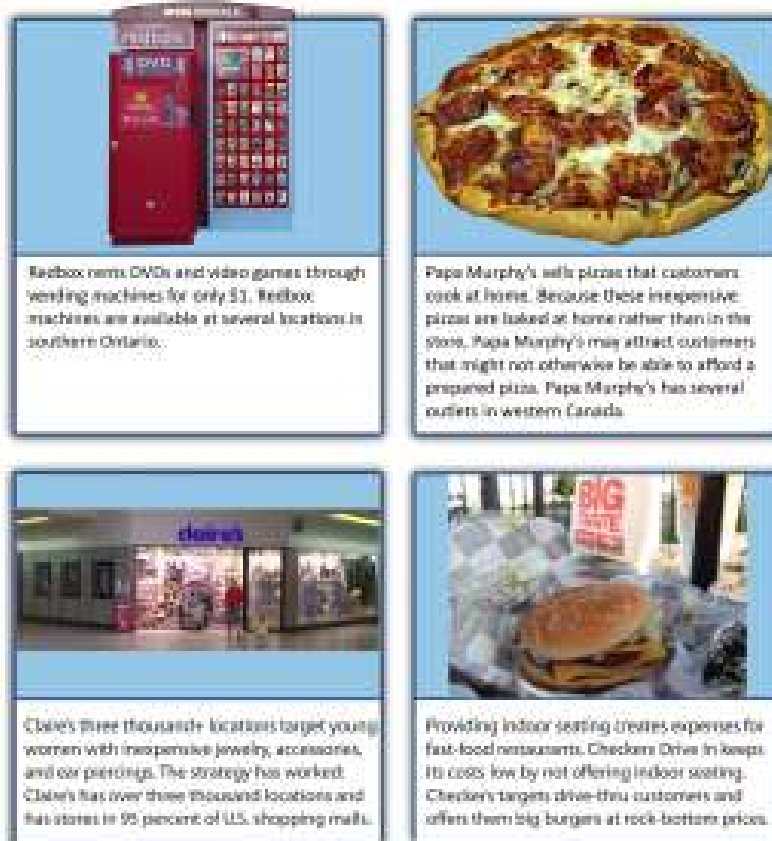 redbox
DVD
Redbox rents DVDs and video games through
vending machines for only $1. Redbox
machines are available at several locations in
southern Ontario.
Papa Murphy's sells pizzas that customers
cook at home. Because these inexpensive
pizzas are baked at home rather than in the
store, Papa Murphy's may attract customers
that might not otherwise be able to afford a
prepared pizza. Papa Murphy's has several
outlets in western Canada.
claire's
Claire's three thousand+ locations target young
women with inexpensive jewelry, accessories,
and ear piercings. The strategy has worked:
Claire's has over three thousand locations and
has stores in 95 percent of U.S. shopping malls.
BIG
Providing indoor seating creates expenses for
fast-food restaurants. Checkers Drive In keeps
its costs low by not offering indoor seating.
Checkers targets drive-thru customers and
offers them big burgers at rock-bottom prices.